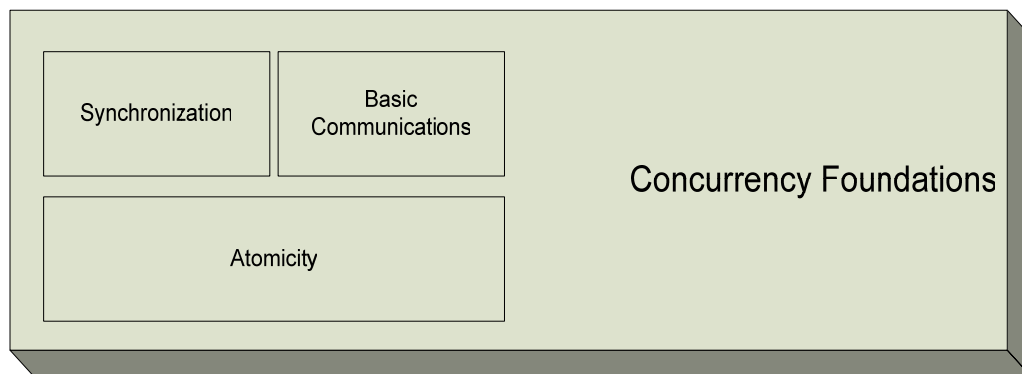 Synchronization
Basic
Communications
Concurrency Foundations
Atomicity